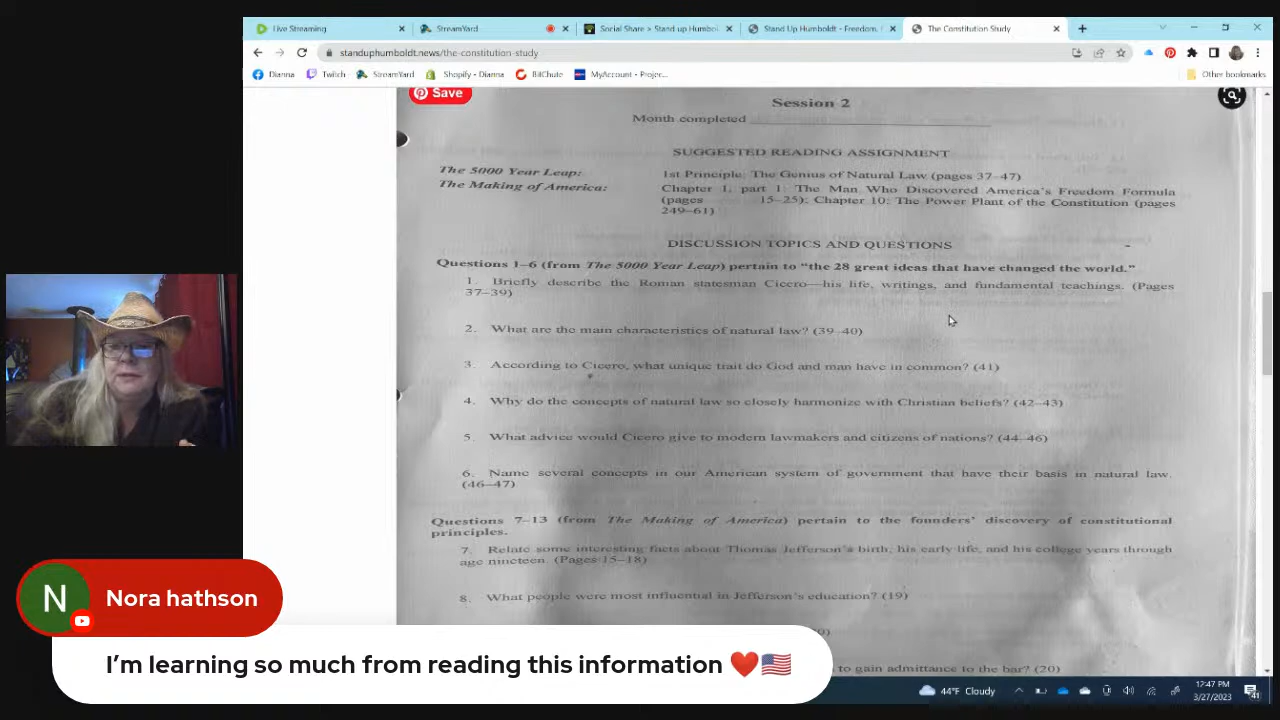 Live Streaming
StreamYard
Social Share > Stand up Humbol
Stand Up Humboldt - Freedom, F
The Constitution Study
standuphumboldt.news/the-constitution-study
Dianna
Twitch
StreamYard
Shopify - Dianna
BitChute
MyAccount - Projec...
Other bookmarks
Save
Session 2
Month completed
SUGGESTED READING ASSIGNMENT
The 5000 Year Leap: 1st Principle: The Genius of Natural Law (pages 37–47)
The Making of America: Chapter 1, part 1: The Man Who Discovered America's Freedom Formula
(pages 15–25); Chapter 10: The Power Plant of the Constitution (pages
249–61)
DISCUSSION TOPICS AND QUESTIONS
Questions 1–6 (from The 5000 Year Leap) pertain to "the 28 great ideas that have changed the world."
1. Briefly describe the Roman statesman Cicero—his life, writings, and fundamental teachings. (Pages
37–39)
2. What are the main characteristics of natural law? (39–40)
3. According to Cicero, what unique trait do God and man have in common? (41)
4. Why do the concepts of natural law so closely harmonize with Christian beliefs? (42–43)
5. What advice would Cicero give to modern lawmakers and citizens of nations? (44–46)
6. Name several concepts in our American system of government that have their basis in natural law.
(46–47)
Questions 7–13 (from The Making of America) pertain to the founders' discovery of constitutional
principles.
7. Relate some interesting facts about Thomas Jefferson's birth, his early life, and his college years through
age nineteen. (Pages 15–18)
8. What people were most influential in Jefferson's education? (19)
to gain admittance to the bar? (20)
N
Nora hathson
I'm learning so much from reading this information ❤️🇺🇸
44°F Cloudy
12:47 PM
3/27/2023
41